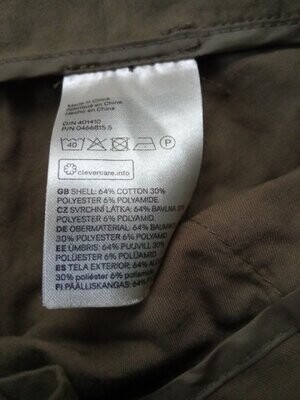 Made in China
Fabriqué en Chine
Hecho en China
O/N 401410
P/N 0466815.5
40 P
clevercare.info
GB SHELL: 64% COTTON 30%
POLYESTER 6% POLYAMIDE
CZ SVRCHNÍ LÁTKA: 64% BAVLNA 30%
POLYESTER 6% POLYAMID
DE OBERMATERIAL: 64% BAUMWO
30% POLYESTER 6% POLYAMID
EE ÜMBRIS: 64% PUUVILL 30%
POLÜESTER 6% POLÜAMIID
ES TELA EXTERIOR: 64%
30% poliéster 6% poliamida
FI PÄÄLLISKANGAS: 64%